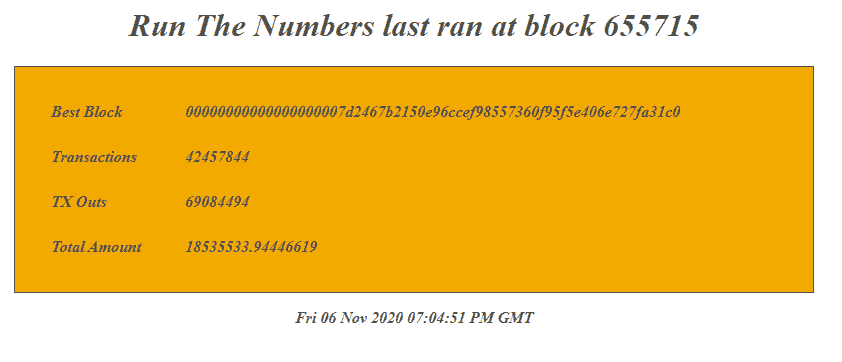 Run The Numbers last ran at block 655715
Best Block 00000000000000000007d2467b2150e96ccef98557360f95f5e406e727fa31c0
Transactions 42457844
TX Outs 69084494
Total Amount 18535533.94446619
Fri 06 Nov 2020 07:04:51 PM GMT